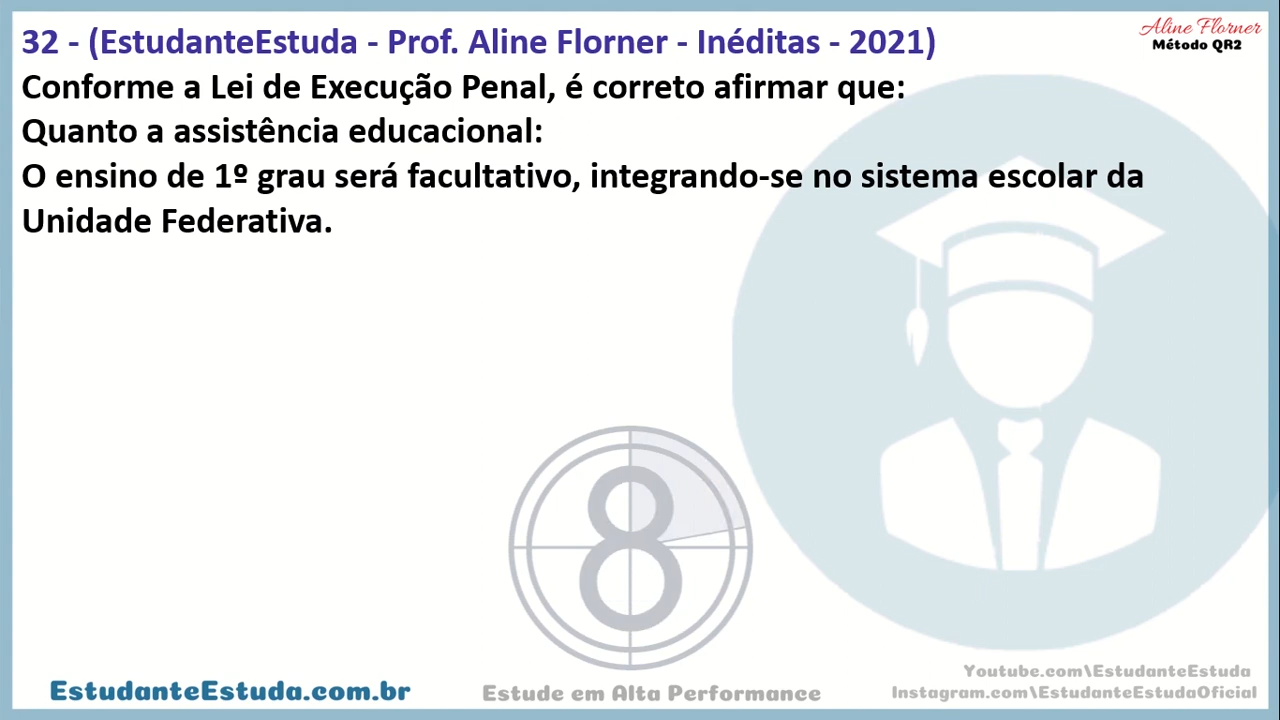 Aline Florner
Método QR2
32 - (EstudanteEstuda - Prof. Aline Florner - Inéditas - 2021)
Conforme a Lei de Execução Penal, é correto afirmar que:
Quanto a assistência educacional:
O ensino de 1º grau será facultativo, integrando-se no sistema escolar da
Unidade Federativa.
8
EstudanteEstuda.com.br
Estude em Alta Performance
Youtube.com\EstudanteEstuda
Instagram.com\EstudanteEstudaOficial